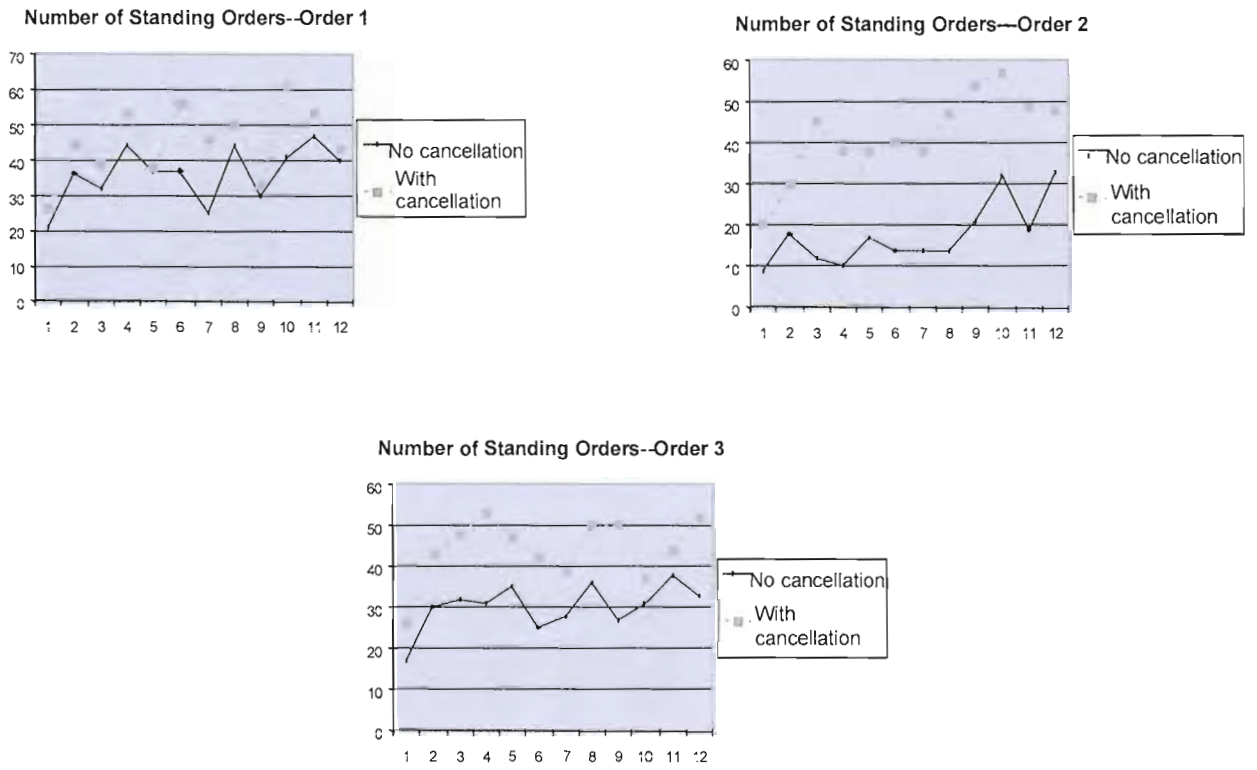 Number of Standing Orders--Order 1
70
60
50
40
30
20
10
0
1 2 3 4 5 6 7 8 9 10 11 12
No cancellation
With
cancellation
Number of Standing Orders—Order 2
60
50
40
30
20
10
0
1 2 3 4 5 6 7 8 9 10 11 12
No cancellation
With
cancellation
Number of Standing Orders--Order 3
60
50
40
30
20
10
0
1 2 3 4 5 6 7 8 9 10 11 12
No cancellation
With
cancellation